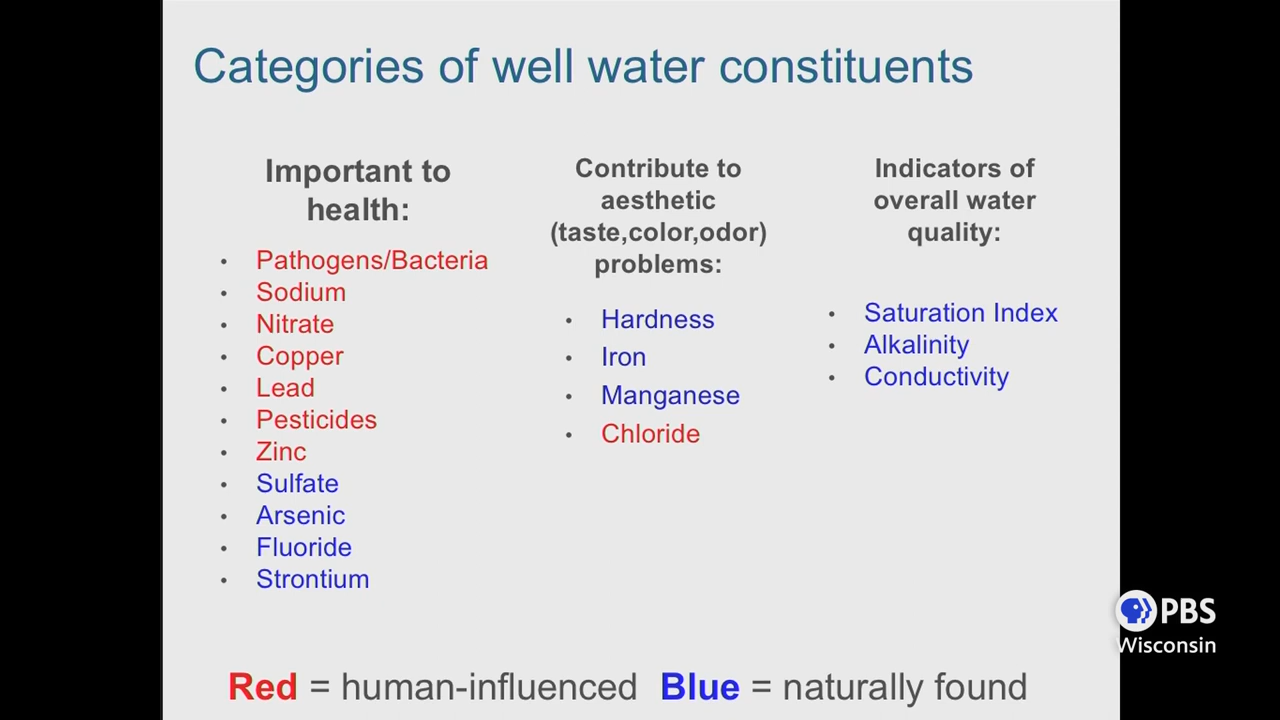 Categories of well water constituents
Important to
health:
• Pathogens/Bacteria
• Sodium
• Nitrate
• Copper
• Lead
• Pesticides
• Zinc
• Sulfate
• Arsenic
• Fluoride
• Strontium
Contribute to
aesthetic
(taste,color,odor)
problems:
• Hardness
• Iron
• Manganese
• Chloride
Indicators of
overall water
quality:
• Saturation Index
• Alkalinity
• Conductivity
Red = human-influenced Blue = naturally found
PBS
Wisconsin